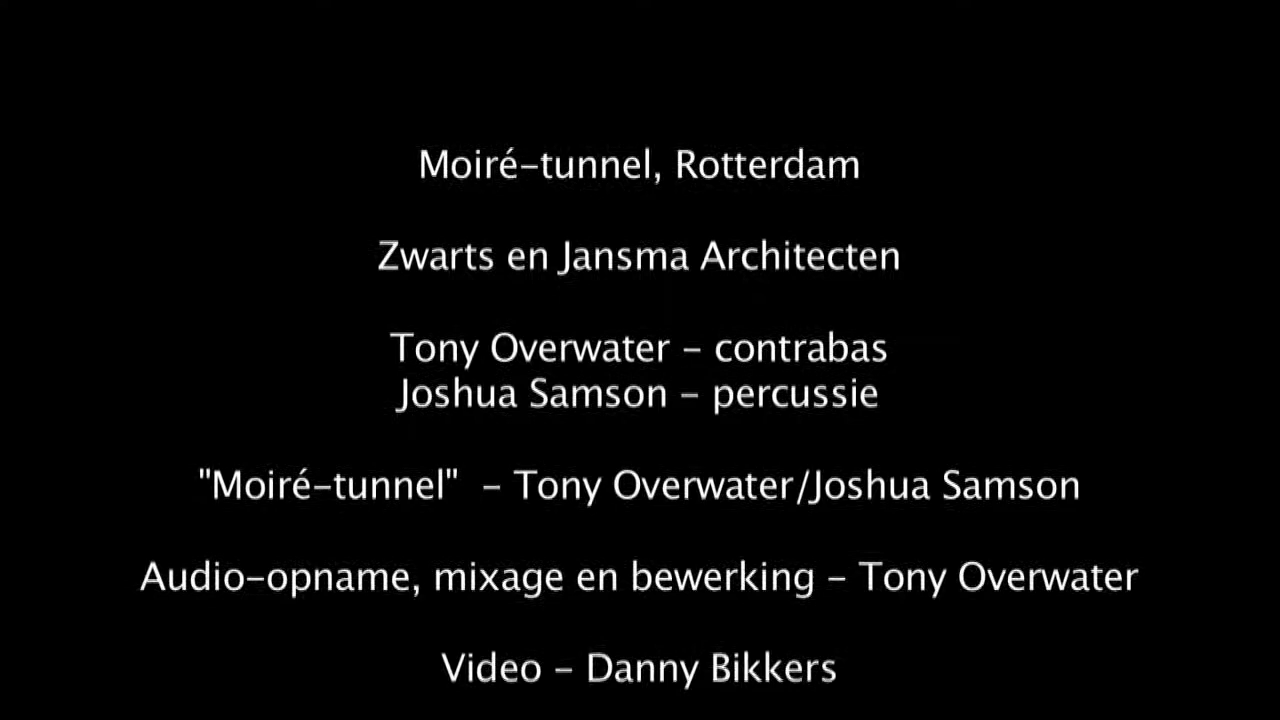 Moiré-tunnel, Rotterdam
Zwarts en Jansma Architecten
Tony Overwater - contrabas
Joshua Samson - percussie
"Moiré-tunnel"  - Tony Overwater/Joshua Samson
Audio-opname, mixage en bewerking - Tony Overwater
Video - Danny Bikkers